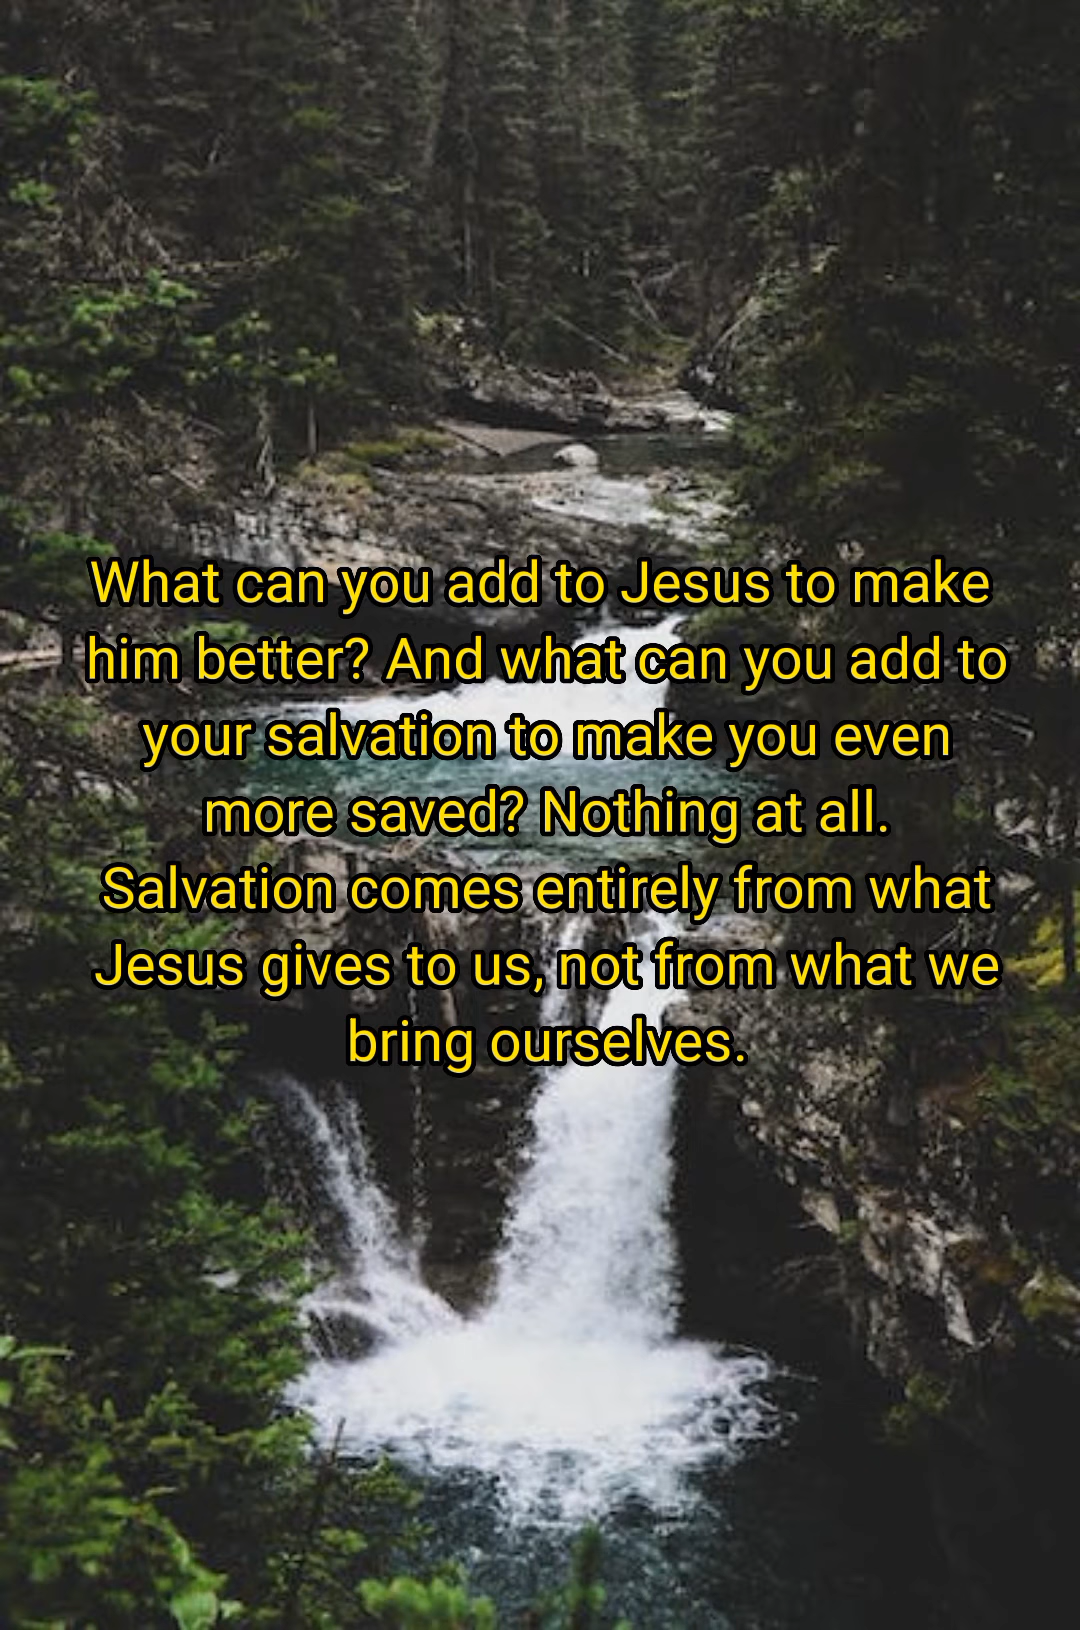 What can you add to Jesus to make
him better? And what can you add to
your salvation to make you even
more saved? Nothing at all.
Salvation comes entirely from what
Jesus gives to us, not from what we
bring ourselves.